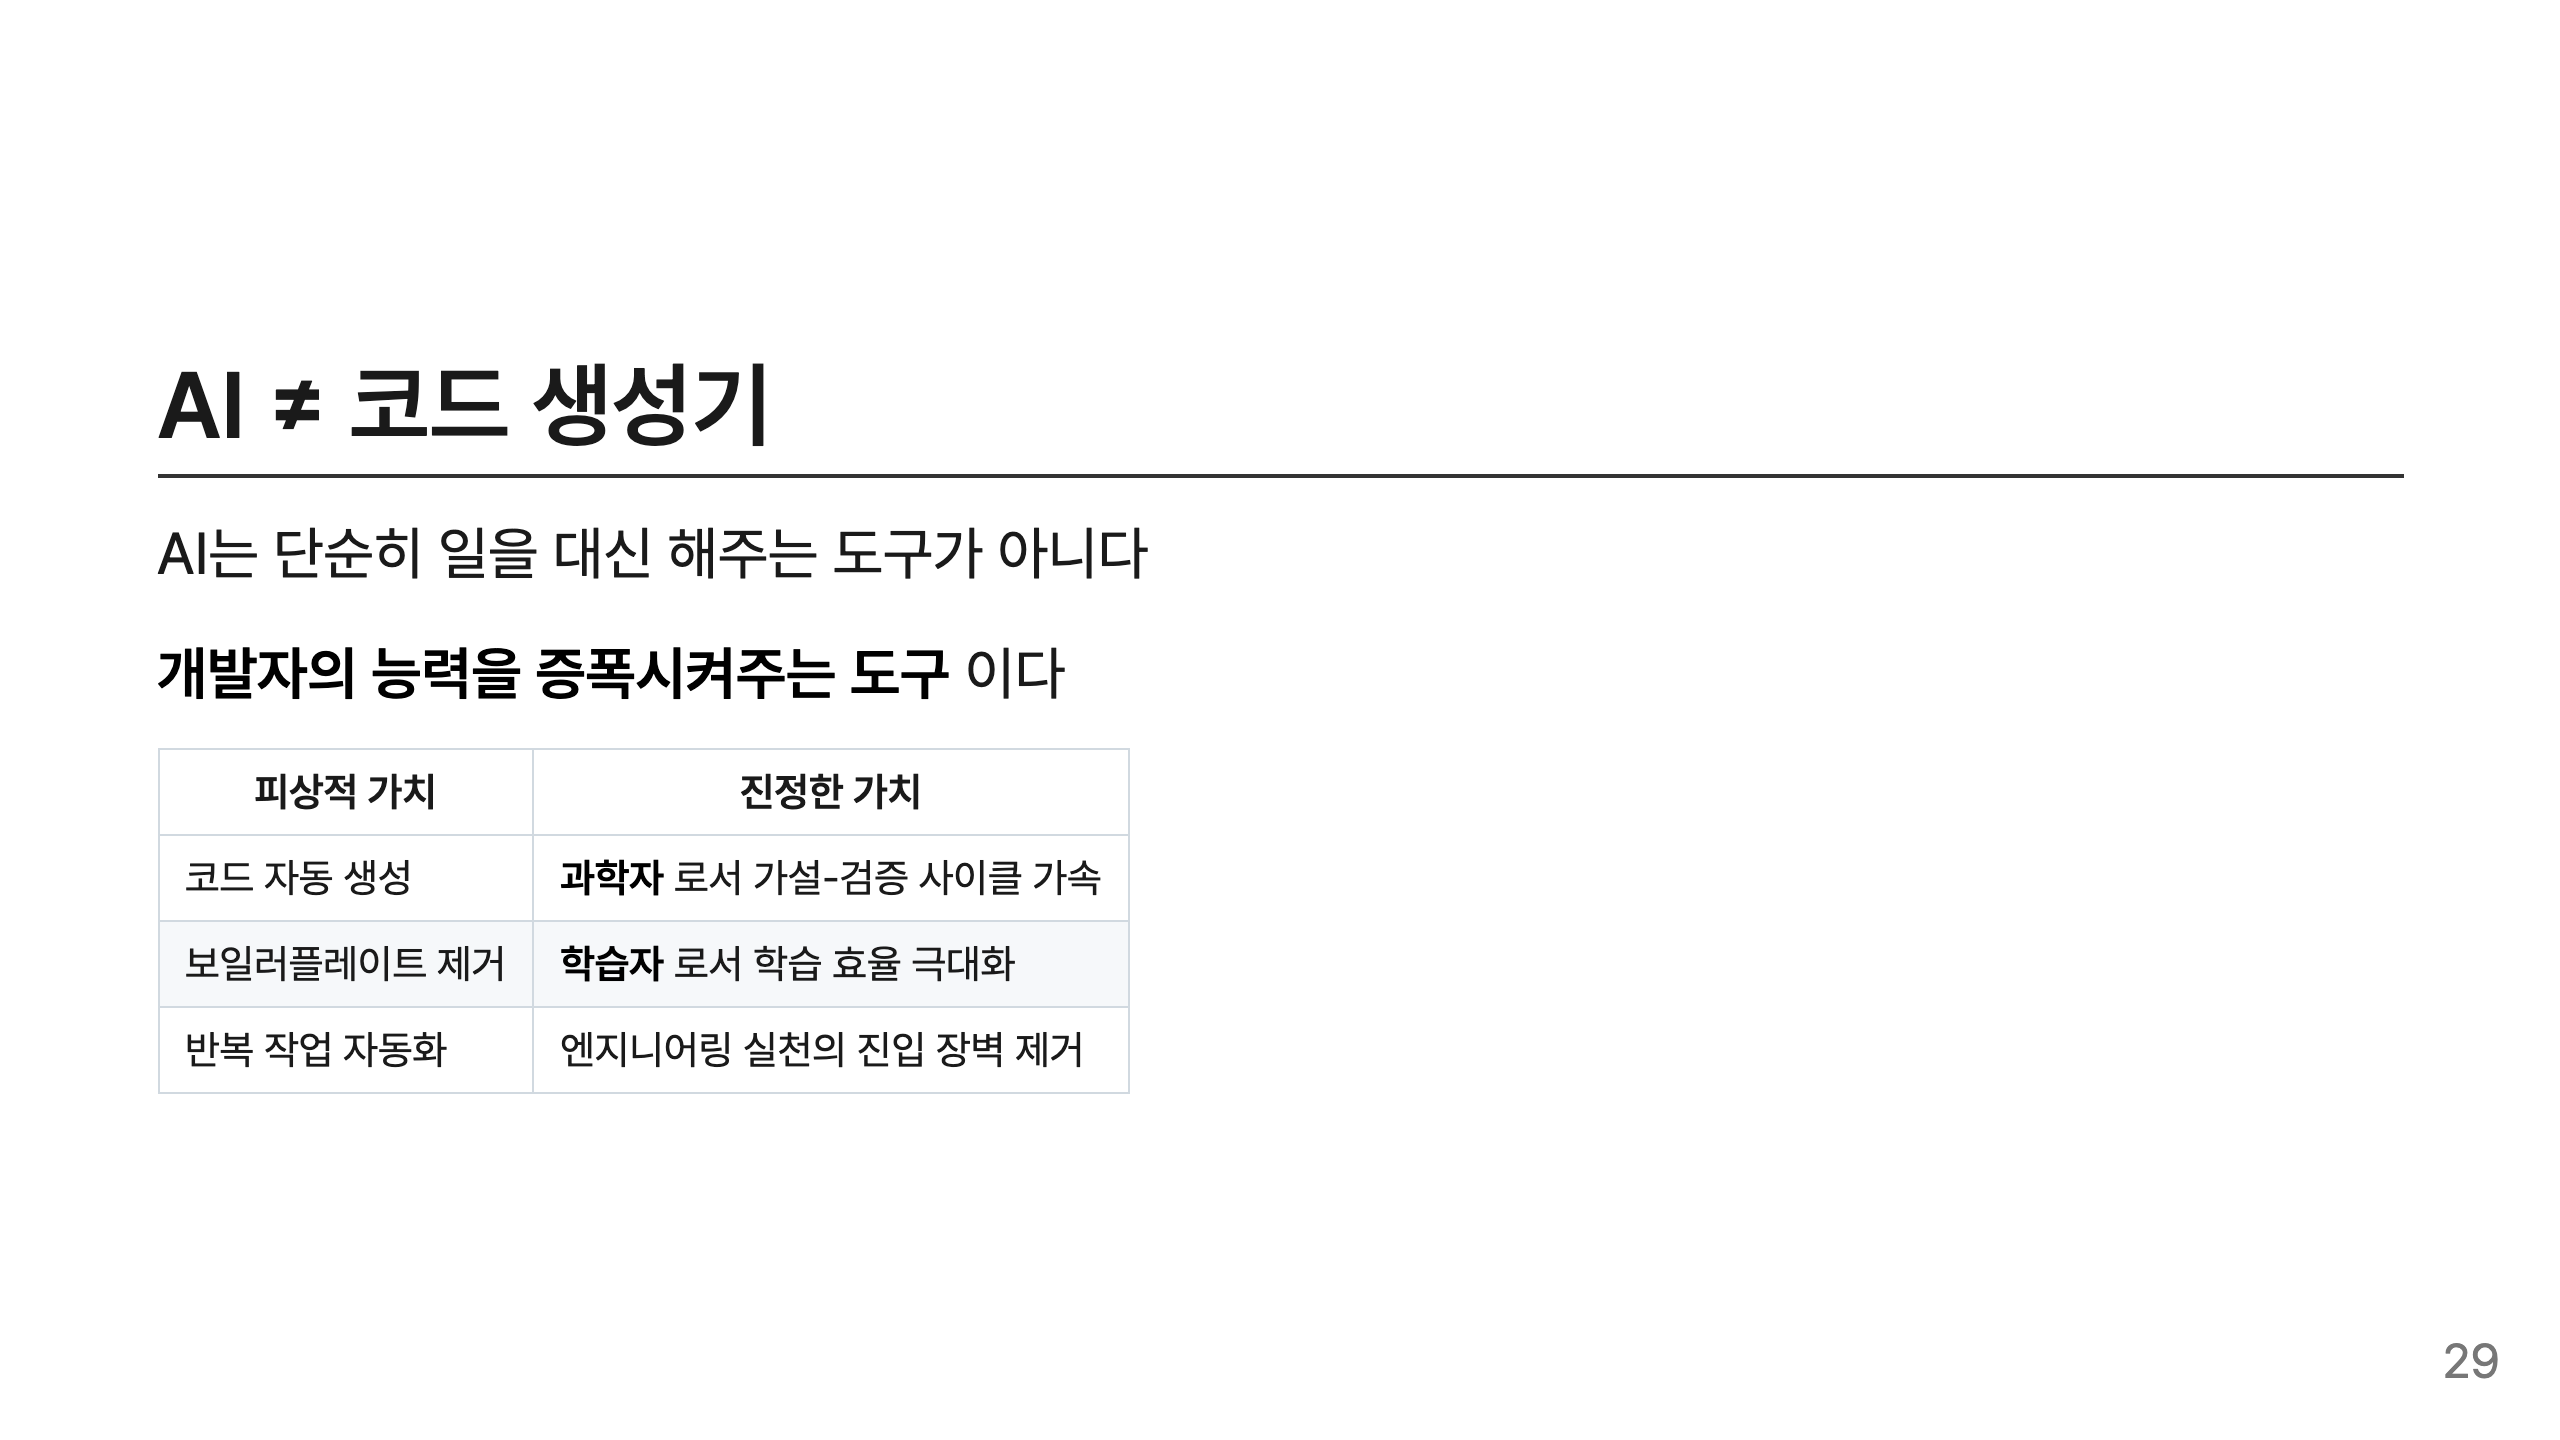 AI ≠ 코드 생성기
AI는 단순히 일을 대신 해주는 도구가 아니다
개발자의 능력을 증폭시켜주는 도구 이다
피상적 가치 진정한 가치
코드 자동 생성 과학자 로서 가설-검증 사이클 가속
보일러플레이트 제거 학습자 로서 학습 효율 극대화
반복 작업 자동화 엔지니어링 실천의 진입 장벽 제거
29